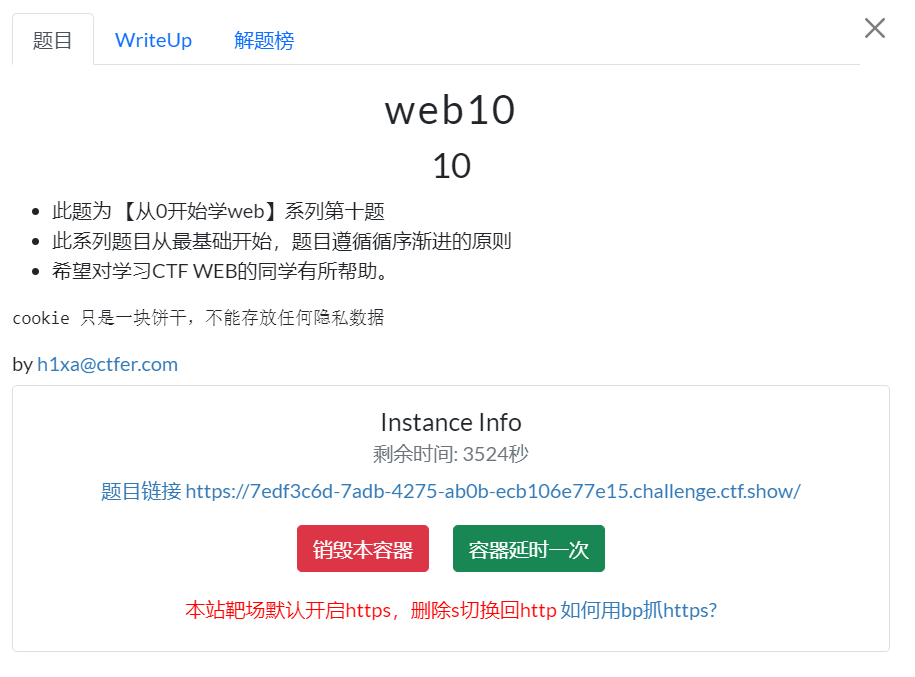 题目
WriteUp
解题榜
web10
10
此题为 【从0开始学web】系列第十题
此系列题目从最基础开始，题目遵循循序渐进的原则
希望对学习CTF WEB的同学有所帮助。
cookie 只是一块饼干，不能存放任何隐私数据
by h1xa@ctfer.com
Instance Info
剩余时间: 3524秒
题目链接 https://7edf3c6d-7adb-4275-ab0b-ecb106e77e15.challenge.ctf.show/
销毁本容器
容器延时一次
本站靶场默认开启https，删除s切换回http 如何用bp抓https?